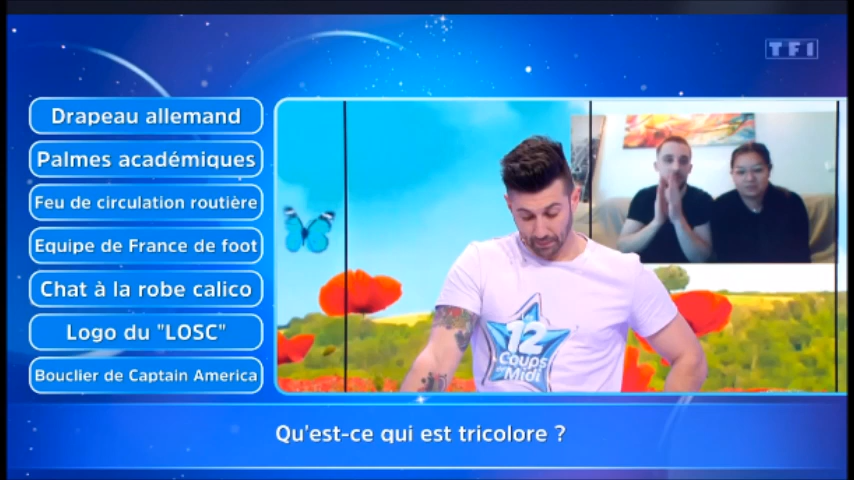 TF1
Drapeau allemand
Palmes académiques
Feu de circulation routière
Equipe de France de foot
Chat à la robe calico
Logo du "LOSC"
Bouclier de Captain America
12
Coups
de
Midi
Qu'est-ce qui est tricolore ?